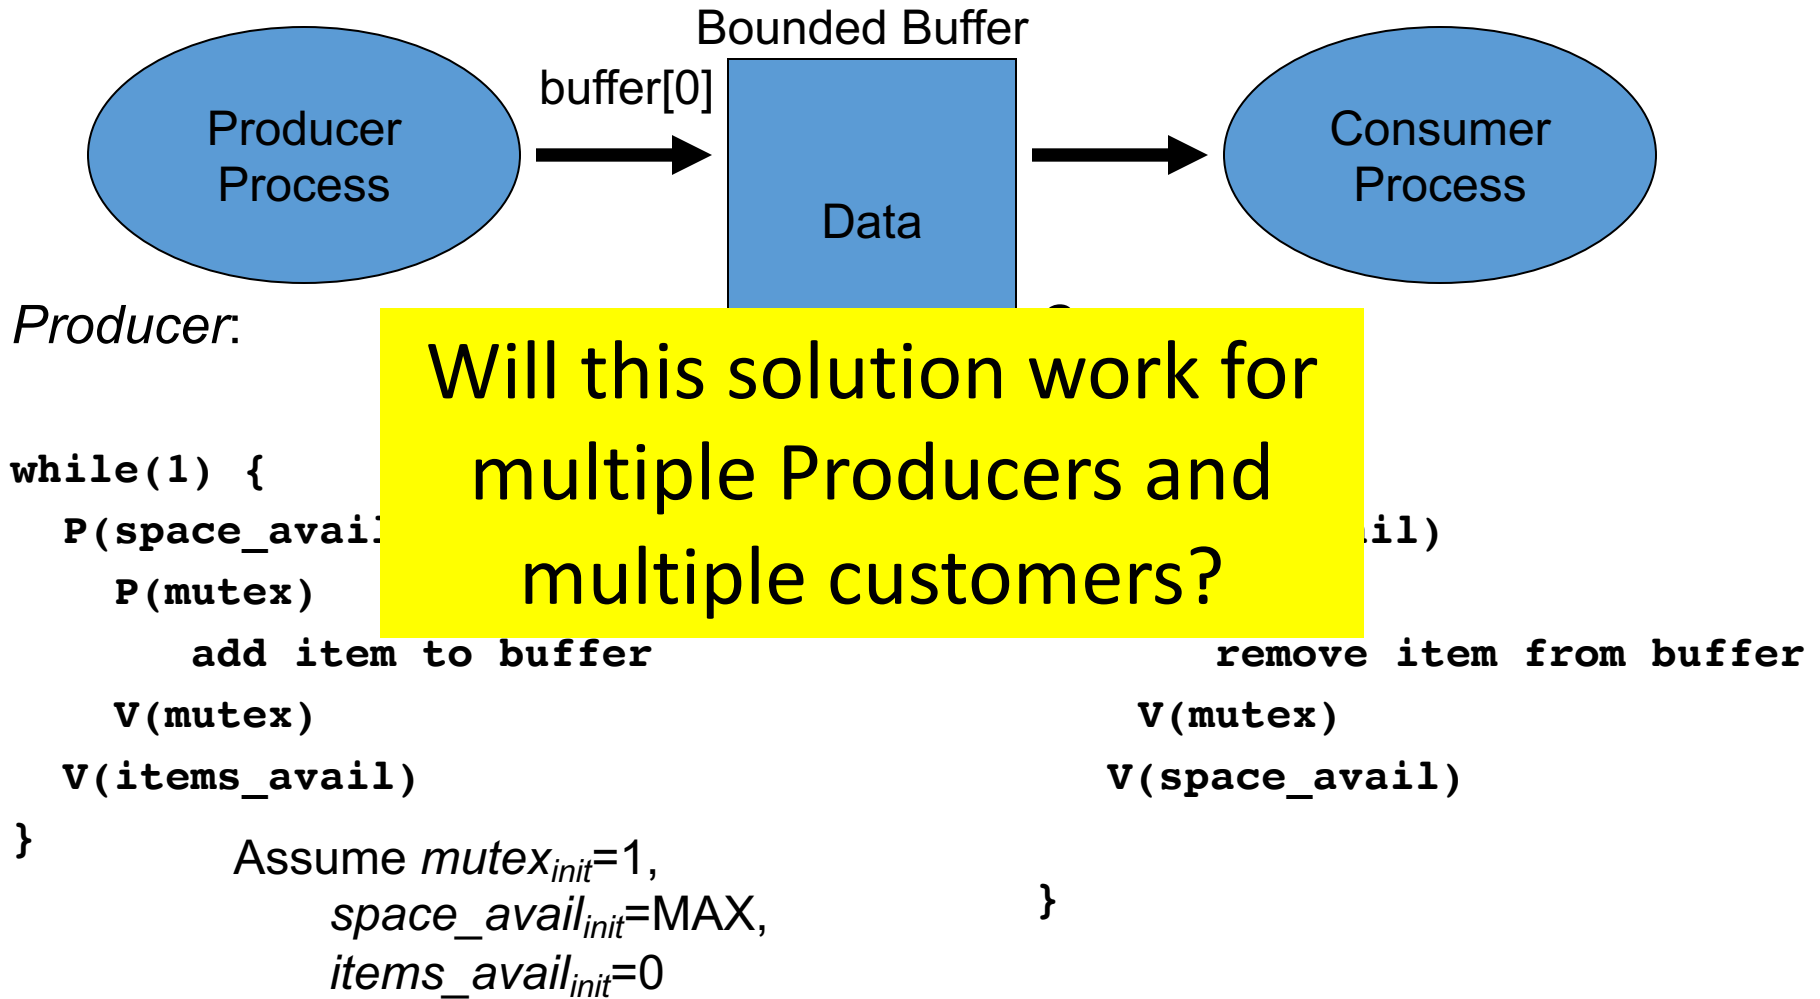 Bounded Buffer
buffer[0]
Producer
Process
Data
Consumer
Process
Producer:
Will this solution work for
multiple Producers and
multiple customers?
while(1) {
P(space_avail
P(mutex)
add item to buffer
V(mutex)
V(items_avail)
}
ail)
remove item from buffer
V(mutex)
V(space_avail)
}
Assume mutexinit=1,
space_availinit=MAX,
items_availinit=0